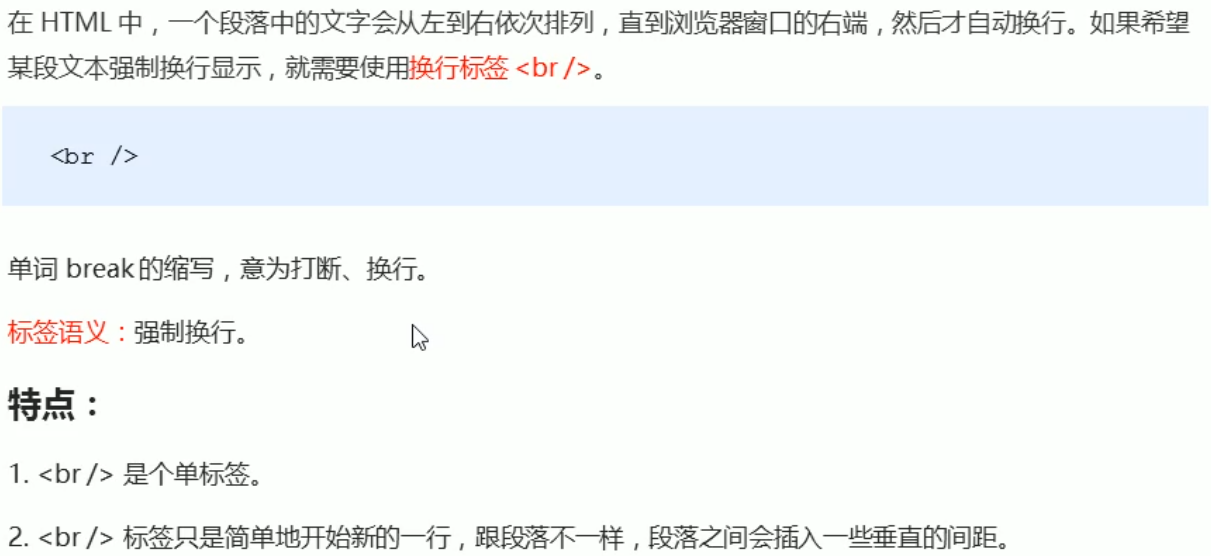 在 HTML 中，一个段落中的文字会从左到右依次排列，直到浏览器窗口的右端，然后才自动换行。如果希望
某段文本强制换行显示，就需要使用换行标签 <br />。
<br />
单词 break 的缩写，意为打断、换行。
标签语义：强制换行。
特点：
1. <br /> 是个单标签。
2. <br /> 标签只是简单地开始新的一行，跟段落不一样，段落之间会插入一些垂直的间距。